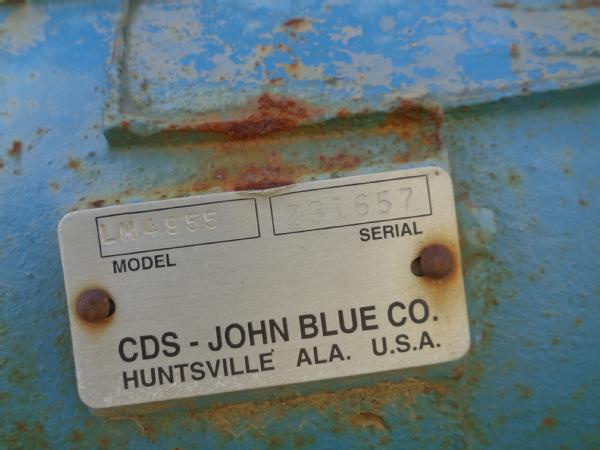 LM4955 231657
MODEL SERIAL
CDS - JOHN BLUE CO.
HUNTSVILLE ALA. U.S.A.